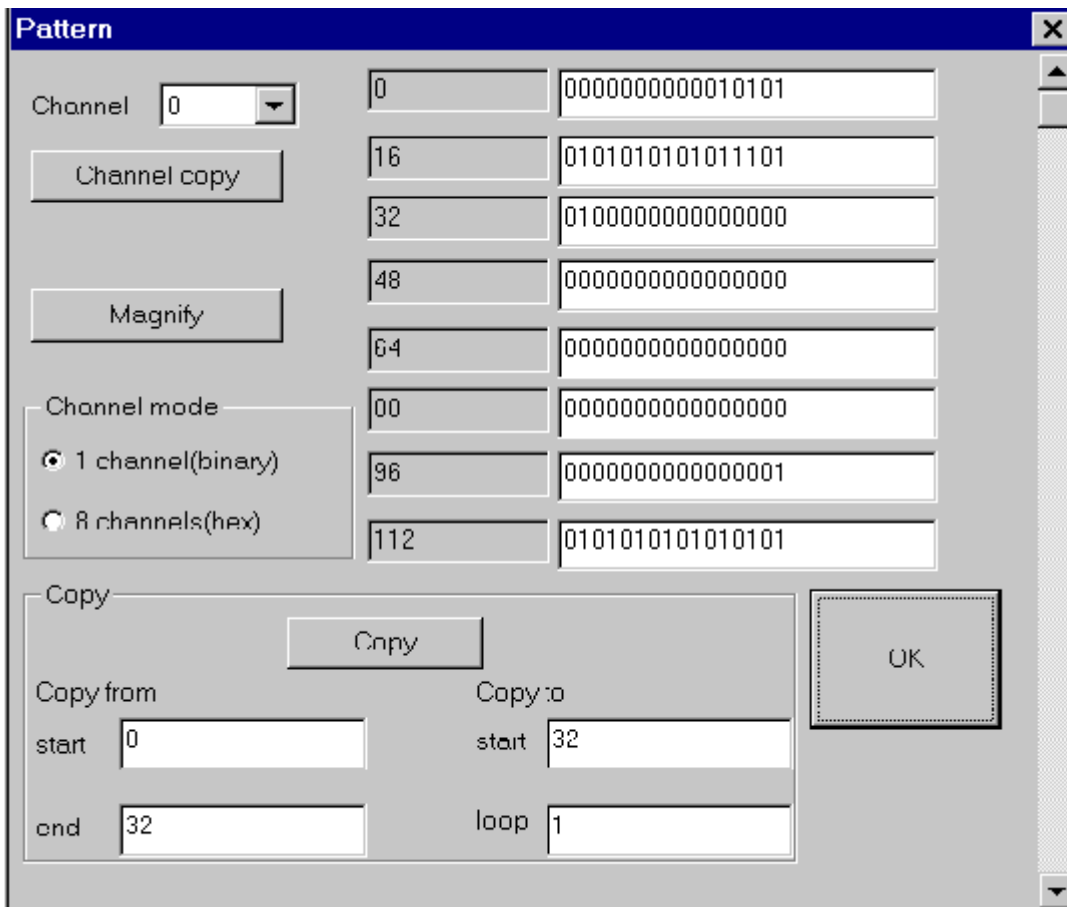 Pattern
Channel 0
Channel copy
Magnify
Channel mode
1 channel(binary)
8 channels(hex)
0 0000000000010101
16 0101010101011101
32 0100000000000000
48 0000000000000000
64 0000000000000000
00 0000000000000000
96 0000000000000001
112 0101010101010101
Copy
Copy
Copy from
start 0
end 32
Copy to
start 32
loop 1
OK